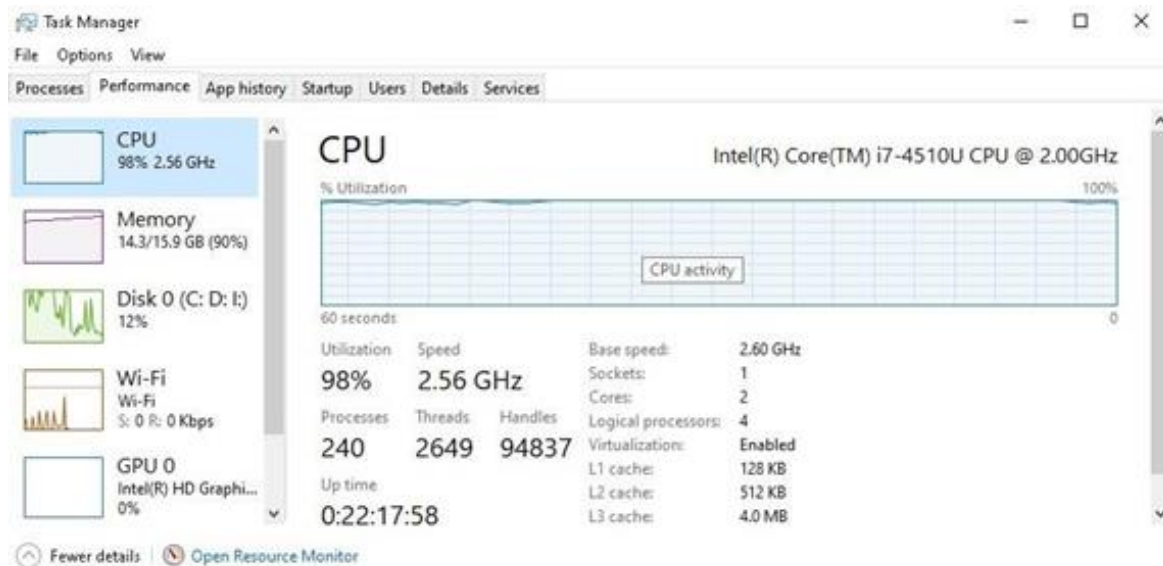 Task Manager
File Options View
Processes Performance App history Startup Users Details Services
CPU
98% 2.56 GHz
Memory
14.3/15.9 GB (90%)
Disk 0 (C: D: I:)
12%
Wi-Fi
Wi-Fi
S: 0 R: 0 Kbps
GPU 0
Intel(R) HD Graphi...
0%
CPU Intel(R) Core(TM) i7-4510U CPU @ 2.00GHz
% Utilization 100%
CPU activity
60 seconds 0
Utilization Speed
98% 2.56 GHz
Processes Threads Handles
240 2649 94837
Up time
0:22:17:58
Base speed: 2.60 GHz
Sockets: 1
Cores: 2
Logical processors: 4
Virtualization: Enabled
L1 cache: 128 KB
L2 cache: 512 KB
L3 cache: 4.0 MB
Fewer details Open Resource Monitor